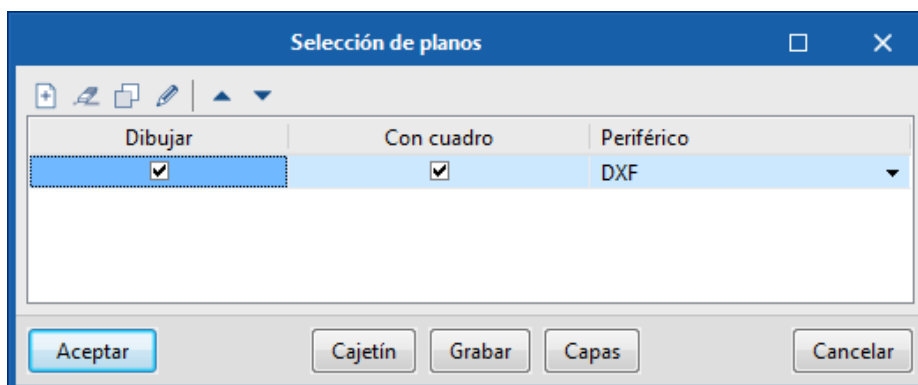 Selección de planos
Dibujar Con cuadro Periférico
DXF
Aceptar Cajetín Grabar Capas Cancelar